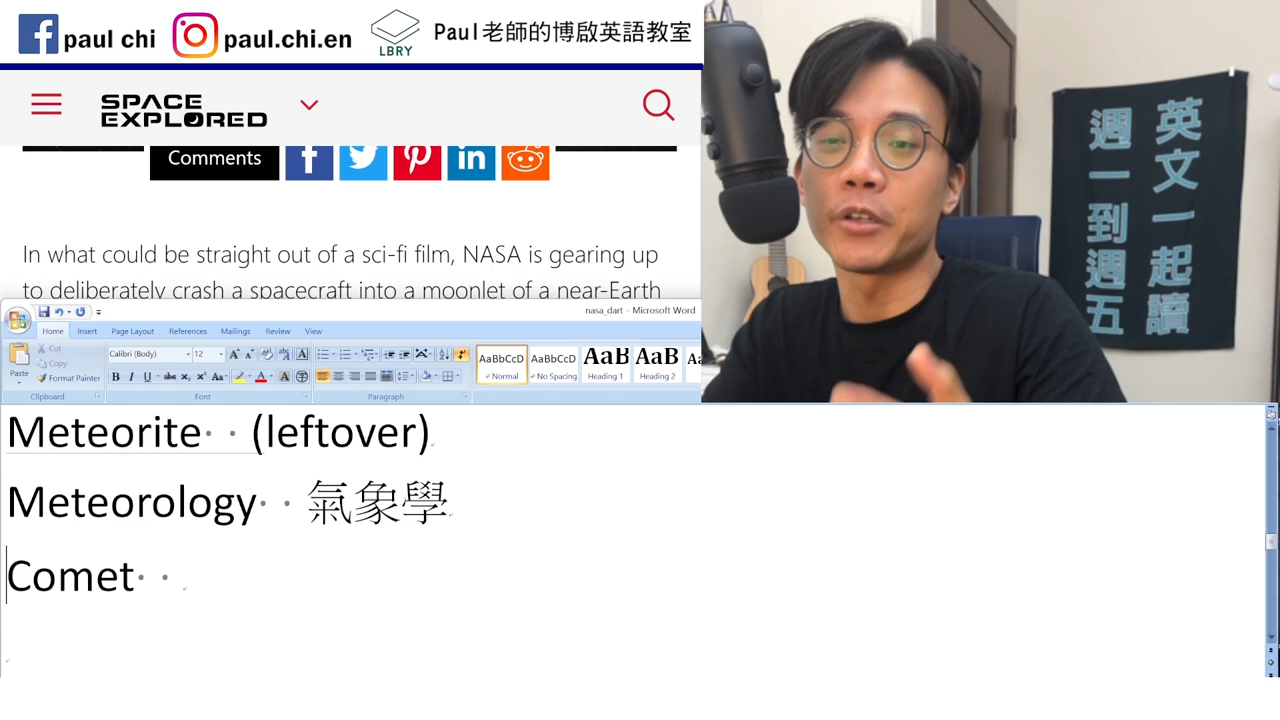 paul chi
paul.chi.en
LBRY
Paul老師的博啟英語教室
SPACE
EXPLORED
Comments
In what could be straight out of a sci-fi film, NASA is gearing up
to deliberately crash a spacecraft into a moonlet of a near-Earth
nasa_dart - Microsoft Word
Home Insert Page Layout References Mailings Review View
Paste
Cut
Copy
Format Painter
Clipboard
Calibri (Body) 12
Font
Paragraph
AaBbCcD AaBbCcD AaBb AaB
Normal No Spacing Heading 1 Heading 2
Meteorite (leftover)
Meteorology 氣象學
Comet
英文一起讀
週一到週五